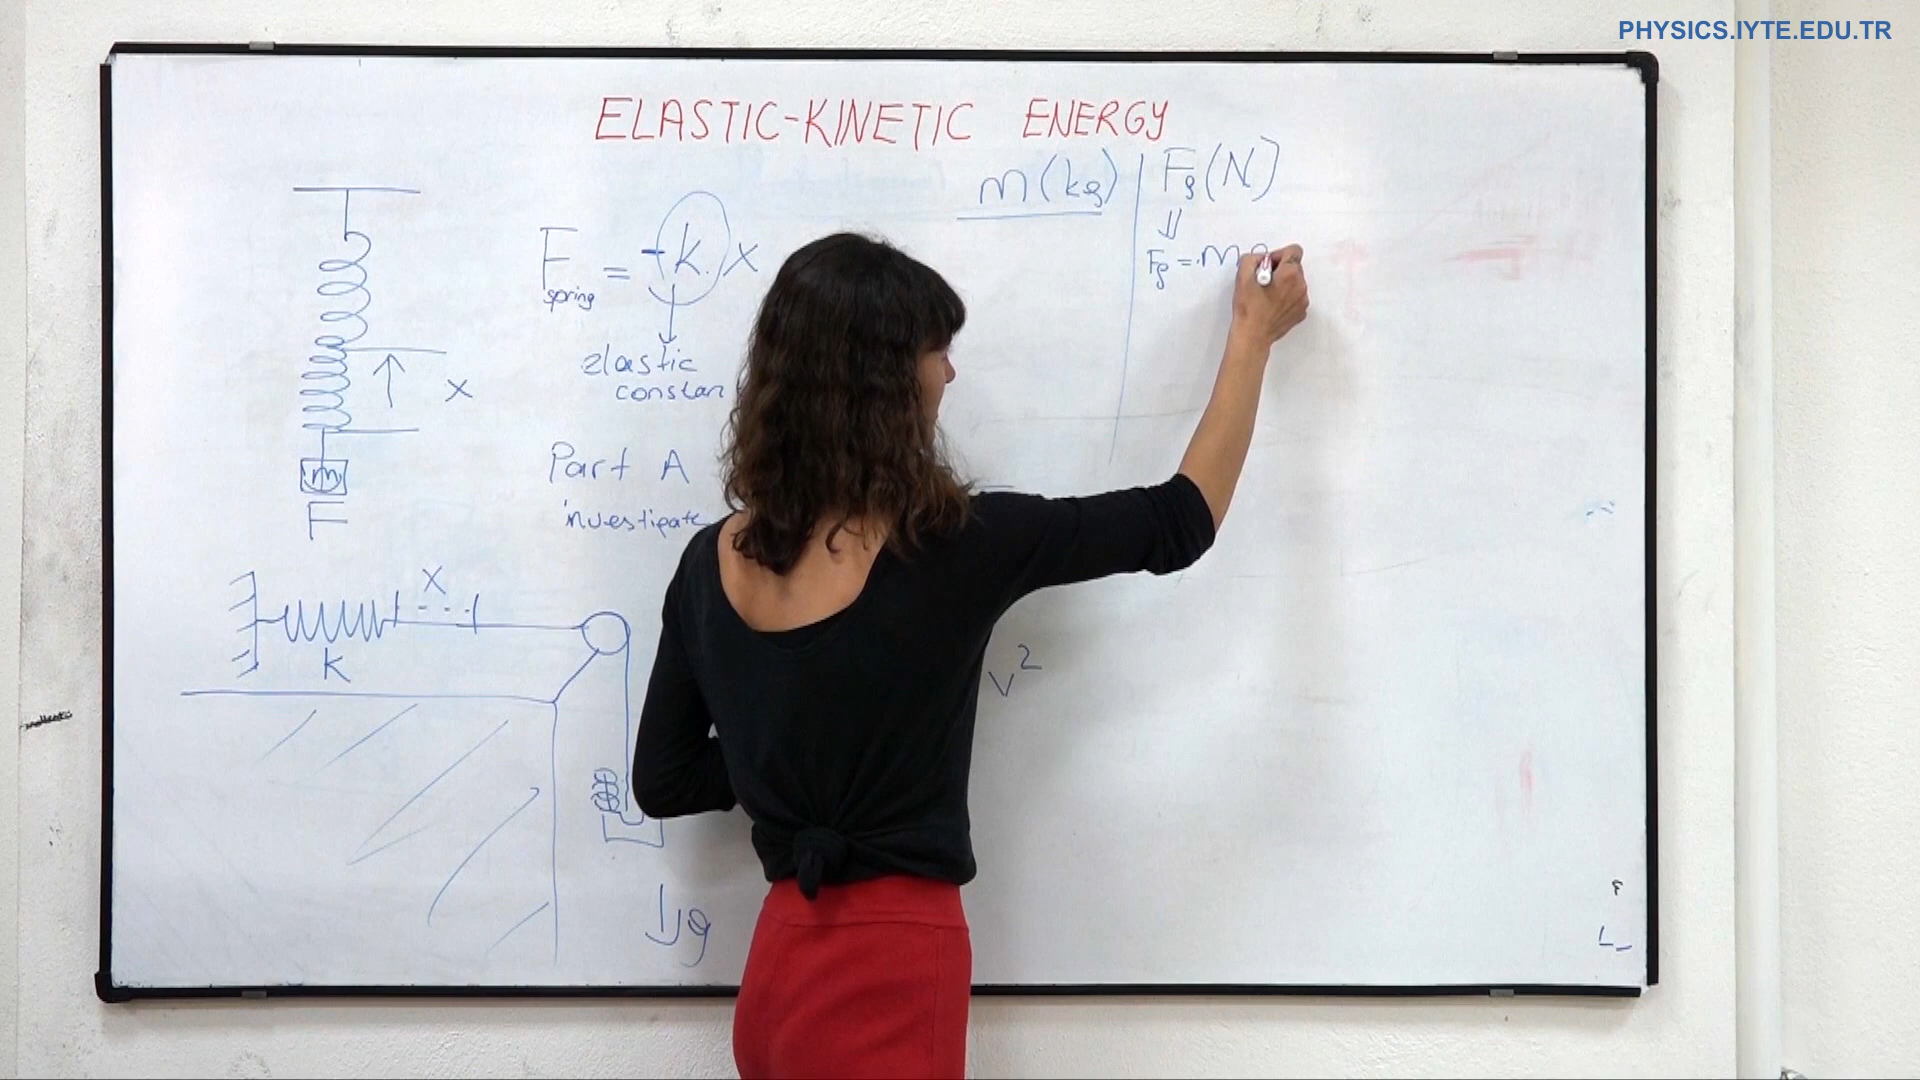 PHYSICS.IYTE.EDU.TR
ELASTIC-KINETIC ENERGY
m(kg) | Fg(N)
⇓
Fg = m
F spring = -k.x
elastic
constan
x
Part A
m
investigate
F
x
k
v²
g